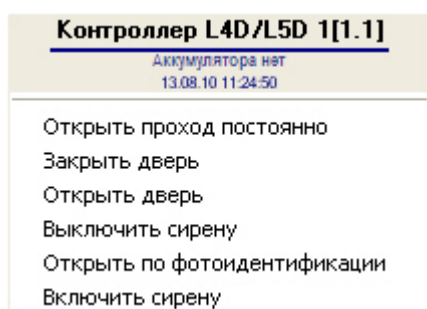 Контроллер L4D/L5D 1[1.1]
Аккумулятора нет
13.08.10 11:24:50
Открыть проход постоянно
Закрыть дверь
Открыть дверь
Выключить сирену
Открыть по фотоидентификации
Включить сирену